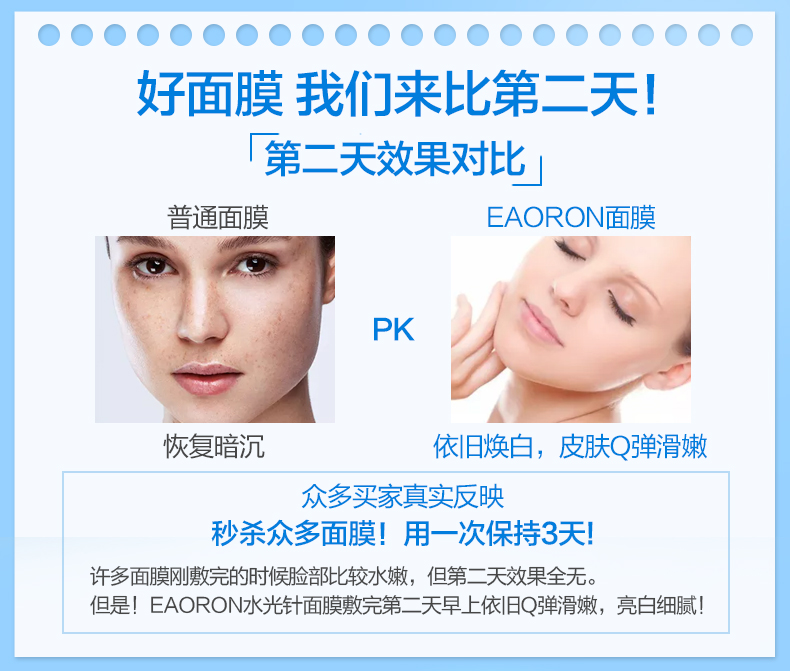 好面膜 我们来比第二天!
「第二天效果对比」
普通面膜
EAORON面膜
PK
恢复暗沉
依旧焕白，皮肤Q弹滑嫩
众多买家真实反映
秒杀众多面膜！用一次保持3天!
许多面膜刚敷完的时候脸部比较水嫩，但第二天效果全无。
但是！EAORON水光针面膜敷完第二天早上依旧Q弹滑嫩，亮白细腻！